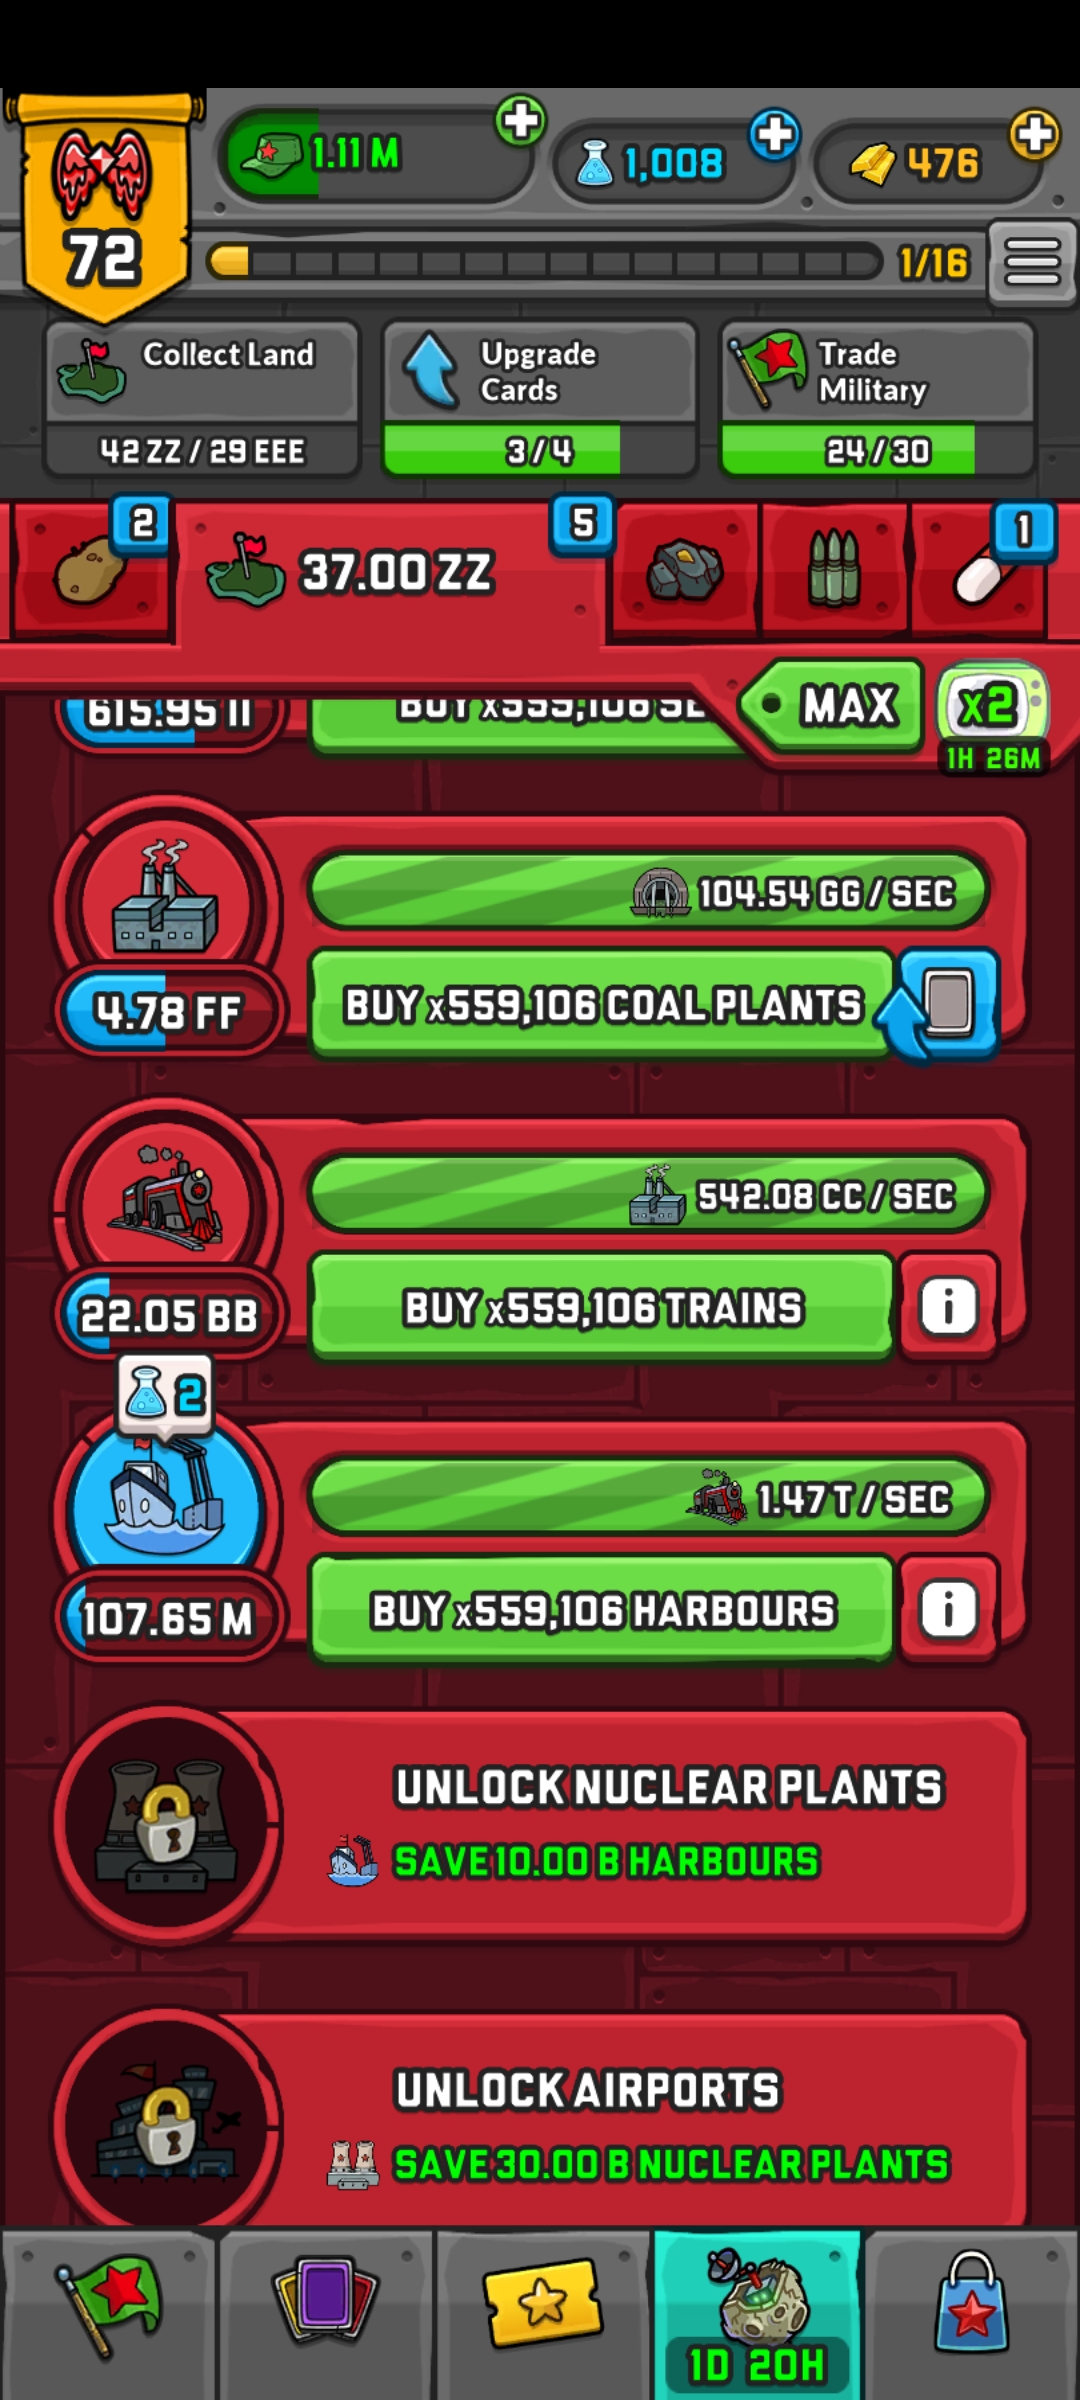 1.11 M
1,008
476
72
1/16
Collect Land
42 ZZ / 29 EEE
Upgrade
Cards
3/4
Trade
Military
24/30
2
37.00 ZZ
5
1
MAX
x2
1H 26M
615.95 II
BUY x559,106 SE
104.54 GG / SEC
4.78 FF
BUY x559,106 COAL PLANTS
542.08 CC / SEC
22.05 BB
BUY x559,106 TRAINS
i
2
1.47 T / SEC
107.65 M
BUY x559,106 HARBOURS
i
UNLOCK NUCLEAR PLANTS
SAVE 10.00 B HARBOURS
UNLOCK AIRPORTS
SAVE 30.00 B NUCLEAR PLANTS
1D 20H